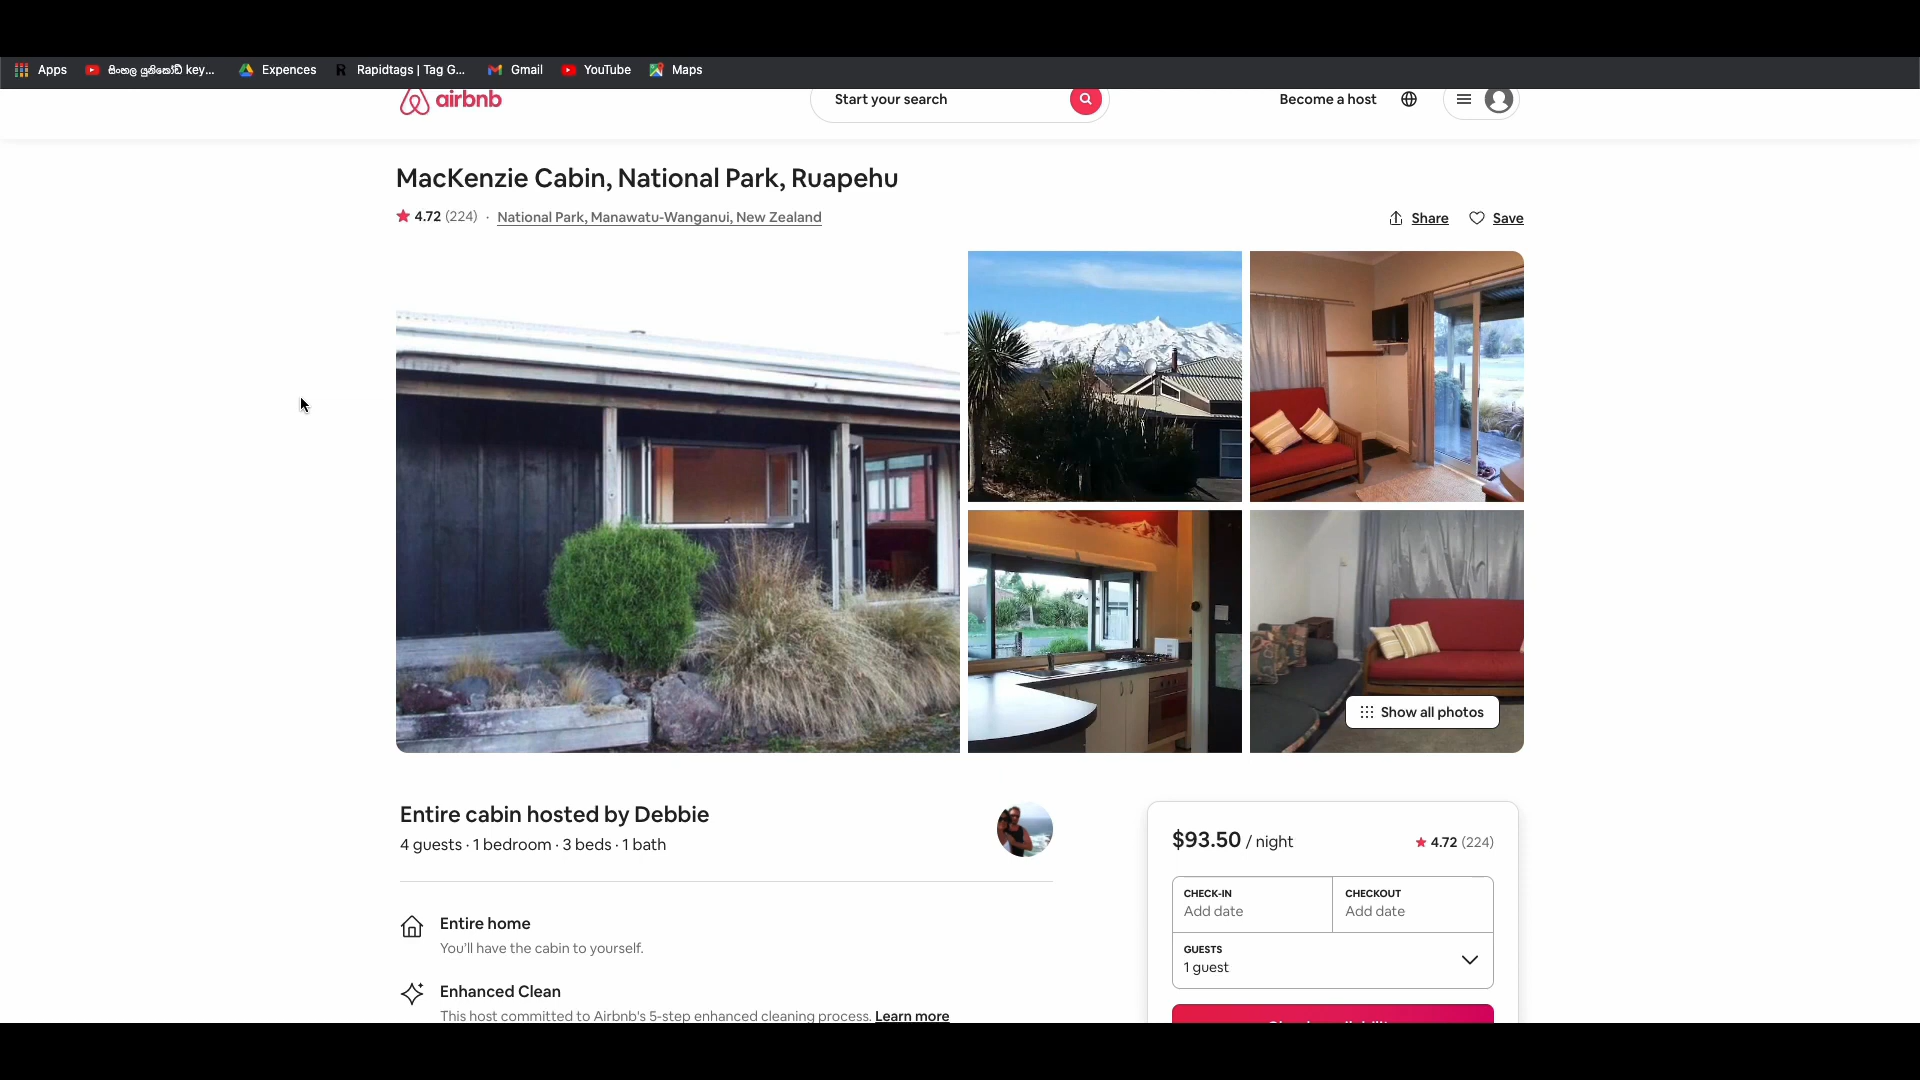 Apps සිංහල යුනිකෝඩ් key... Expences Rapidtags | Tag G... Gmail YouTube Maps
airbnb Start your search Become a host
MacKenzie Cabin, National Park, Ruapehu
4.72 (224) · National Park, Manawatu-Wanganui, New Zealand Share Save
Show all photos
Entire cabin hosted by Debbie
4 guests · 1 bedroom · 3 beds · 1 bath
$93.50 / night 4.72 (224)
CHECK-IN CHECKOUT
Add date Add date
GUESTS
1 guest
Entire home
You'll have the cabin to yourself.
Enhanced Clean
This host committed to Airbnb's 5-step enhanced cleaning process. Learn more